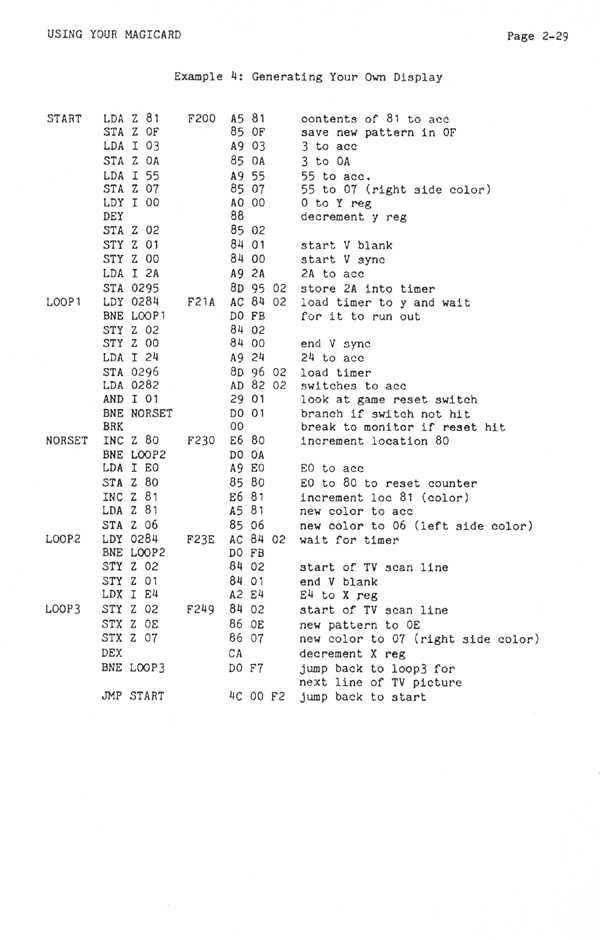 USING YOUR MAGICARD Page 2-29
Example 4: Generating Your Own Display
START LDA Z 81 F200 A5 81 contents of 81 to acc
STA Z 0F 85 0F save new pattern in 0F
LDA I 03 A9 03 3 to acc
STA Z 0A 85 0A 3 to 0A
LDA I 55 A9 55 55 to acc.
STA Z 07 85 07 55 to 07 (right side color)
LDY I 00 A0 00 0 to Y reg
DEY 88 decrement y reg
STA Z 02 85 02
STY Z 01 84 01 start V blank
STY Z 00 84 00 start V sync
LDA I 2A A9 2A 2A to acc
STA 0295 8D 95 02 store 2A into timer
LOOP1 LDY 0284 F21A AC 84 02 load timer to y and wait
BNE LOOP1 D0 FB for it to run out
STY Z 02 84 02
STY Z 00 84 00 end V sync
LDA I 24 A9 24 24 to acc
STA 0296 8D 96 02 load timer
LDA 0282 AD 82 02 switches to acc
AND I 01 29 01 look at game reset switch
BNE NORSET D0 01 branch if switch not hit
BRK 00 break to monitor if reset hit
NORSET INC Z 80 F230 E6 80 increment location 80
BNE LOOP2 D0 0A
LDA I E0 A9 E0 E0 to acc
STA Z 80 85 80 E0 to 80 to reset counter
INC Z 81 E6 81 increment loc 81 (color)
LDA Z 81 A5 81 new color to acc
STA Z 06 85 06 new color to 06 (left side color)
LOOP2 LDY 0284 F23E AC 84 02 wait for timer
BNE LOOP2 D0 FB
STY Z 02 84 02 start of TV scan line
STY Z 01 84 01 end V blank
LDX I E4 A2 E4 E4 to X reg
LOOP3 STY Z 02 F249 84 02 start of TV scan line
STX Z 0E 86 0E new pattern to 0E
STX Z 07 86 07 new color to 07 (right side color)
DEX CA decrement X reg
BNE LOOP3 D0 F7 jump back to loop3 for
next line of TV picture
JMP START 4C 00 F2 jump back to start